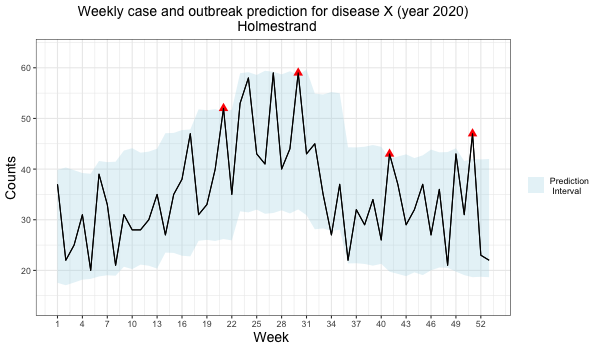 Weekly case and outbreak prediction for disease X (year 2020)
Holmestrand
Counts
60
50
40
30
20
1 4 7 10 13 16 19 22 25 28 31 34 37 40 43 46 49 52
Week
Prediction
Interval